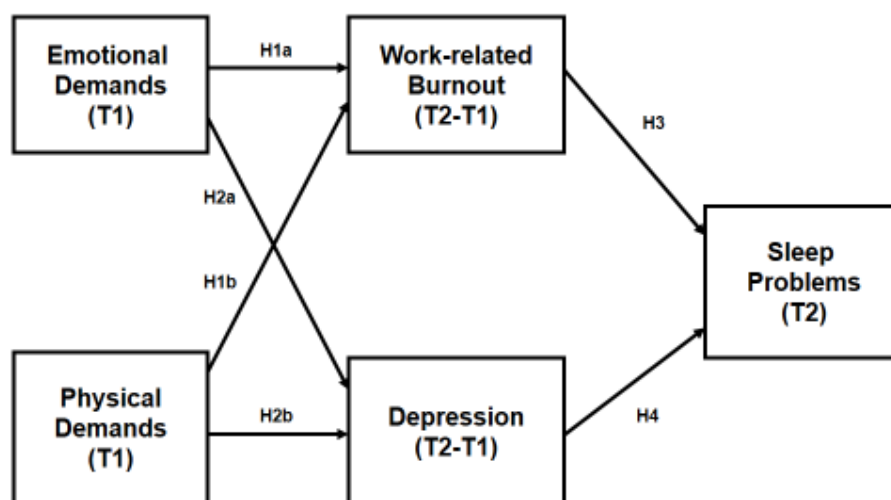 Emotional
Demands
(T1)
H1a
Work-related
Burnout
(T2-T1)
H3
H2a
H1b
Sleep
Problems
(T2)
Physical
Demands
(T1)
H2b
Depression
(T2-T1)
H4